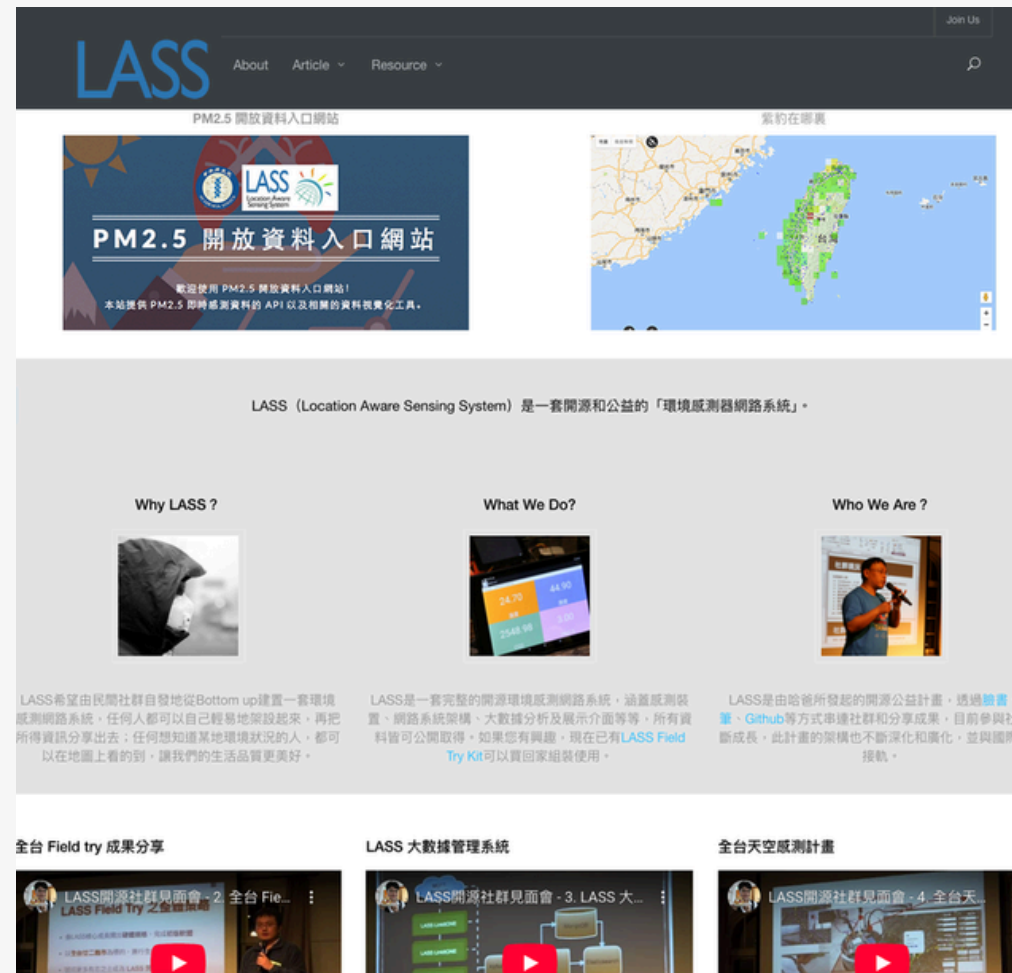 Join Us
LASS
About Article Resource
PM2.5 開放資料入口網站
紫豹在哪裏
LASS
Location Aware
Sensing System
PM2.5 開放資料入口網站
歡迎使用 PM2.5 開放資料入口網站!
本站提供 PM2.5 即時感測資料的 API 以及相關的資料視覺化工具。
台灣
LASS（Location Aware Sensing System）是一套開源和公益的「環境感測器網路系統」。
Why LASS ?
What We Do?
Who We Are ?
24.70
44.90
2548.98
3.00
LASS希望由民間社群自發地從Bottom up建置一套環境
感測網路系統，任何人都可以自己輕易地架設起來，再把
所得資訊分享出去；任何想知道某地環境狀況的人，都可
以在地圖上看的到，讓我們的生活品質更美好。
LASS是一套完整的開源環境感測網路系統，涵蓋感測裝
置、網路系統架構、大數據分析及展示介面等等，所有資
料皆可公開取得。如果您有興趣，現在已有LASS Field
Try Kit可以買回家組裝使用。
LASS是由哈爸所發起的開源公益計畫，透過臉書
筆、Github等方式串連社群和分享成果，目前參與社
斷成長，此計畫的架構也不斷深化和廣化，並與國際
接軌。
全台 Field try 成果分享
LASS 大數據管理系統
全台天空感測計畫
LASS開源社群見面會 - 2. 全台 Fie...
LASS Field Try
LASS開源社群見面會 - 3. LASS 大...
LASS開源社群見面會 - 4. 全台天...